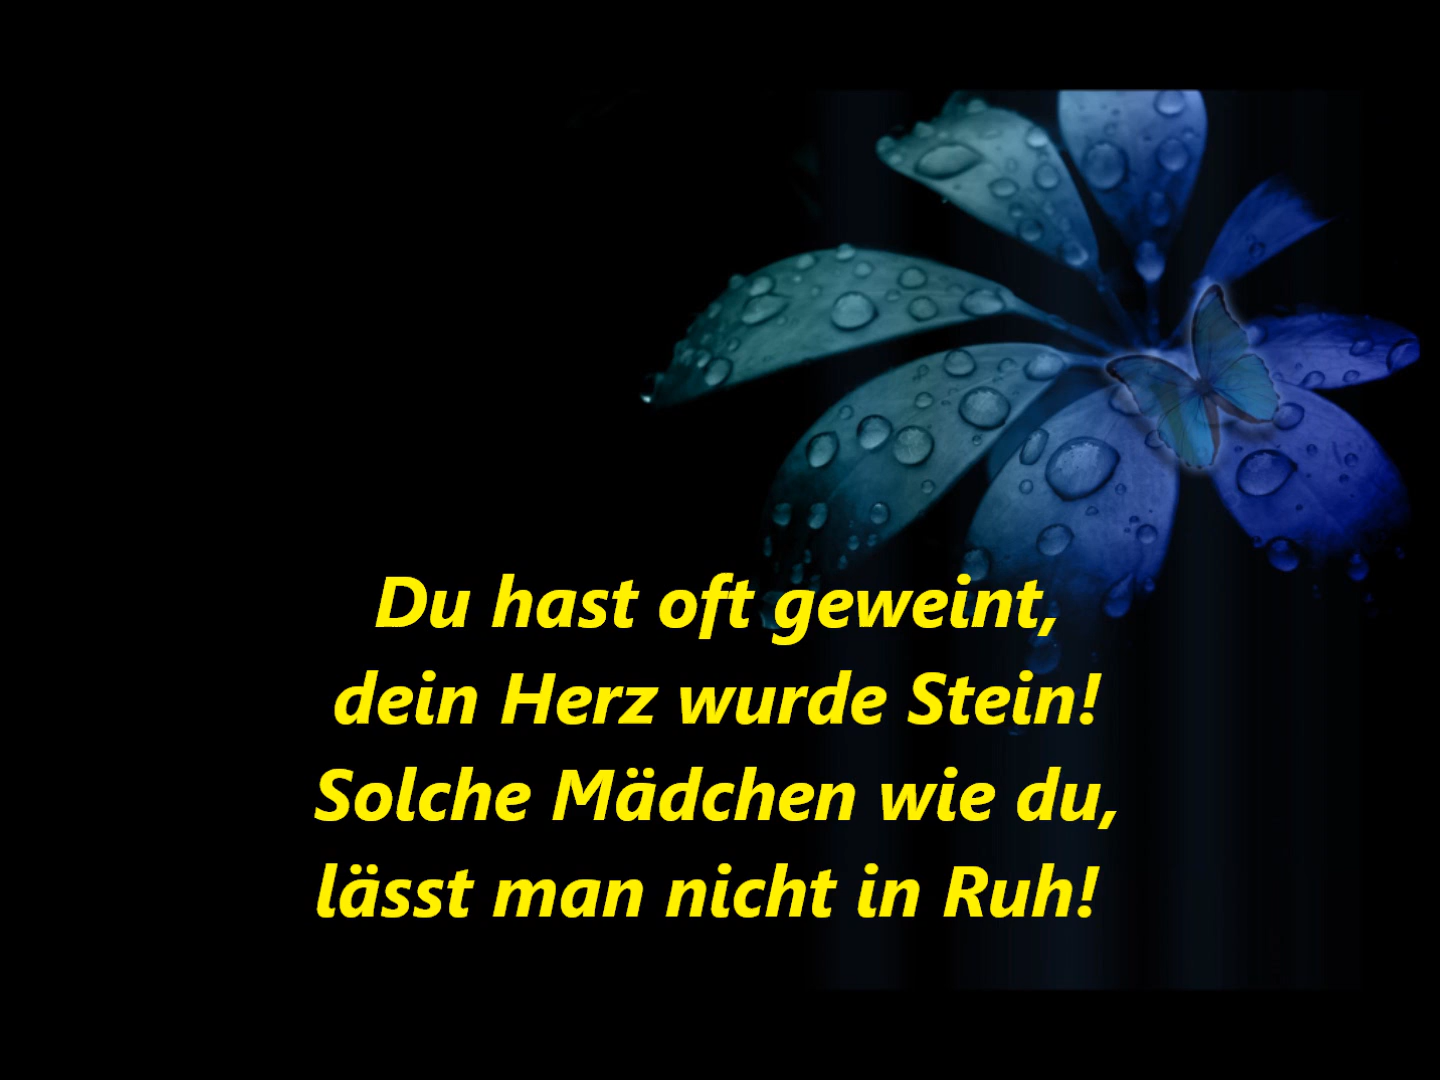 Du hast oft geweint,
dein Herz wurde Stein!
Solche Mädchen wie du,
lässt man nicht in Ruh!